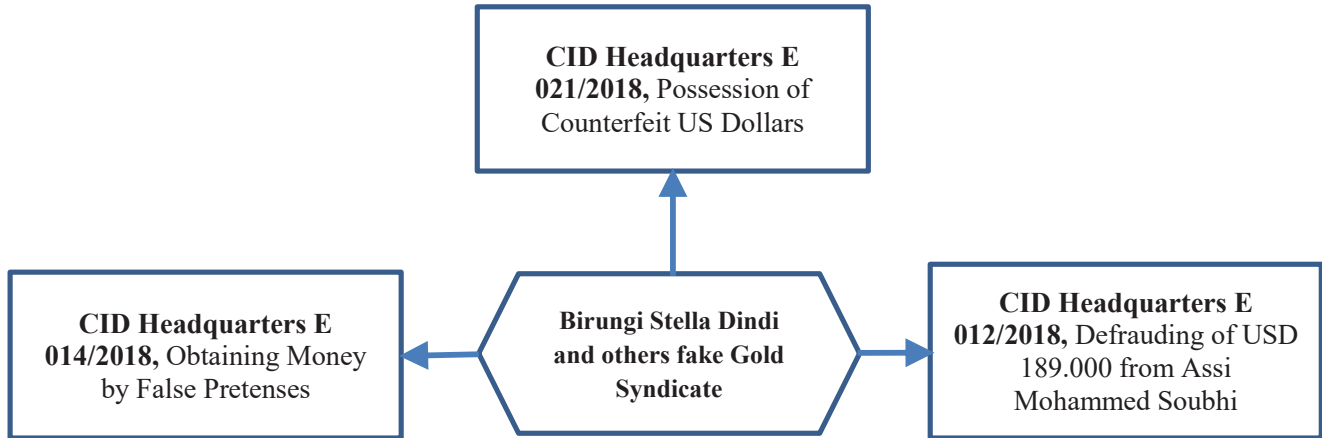 CID Headquarters E
021/2018, Possession of
Counterfeit US Dollars
CID Headquarters E
014/2018, Obtaining Money
by False Pretenses
Birungi Stella Dindi
and others fake Gold
Syndicate
CID Headquarters E
012/2018, Defrauding of USD
189.000 from Assi
Mohammed Soubhi